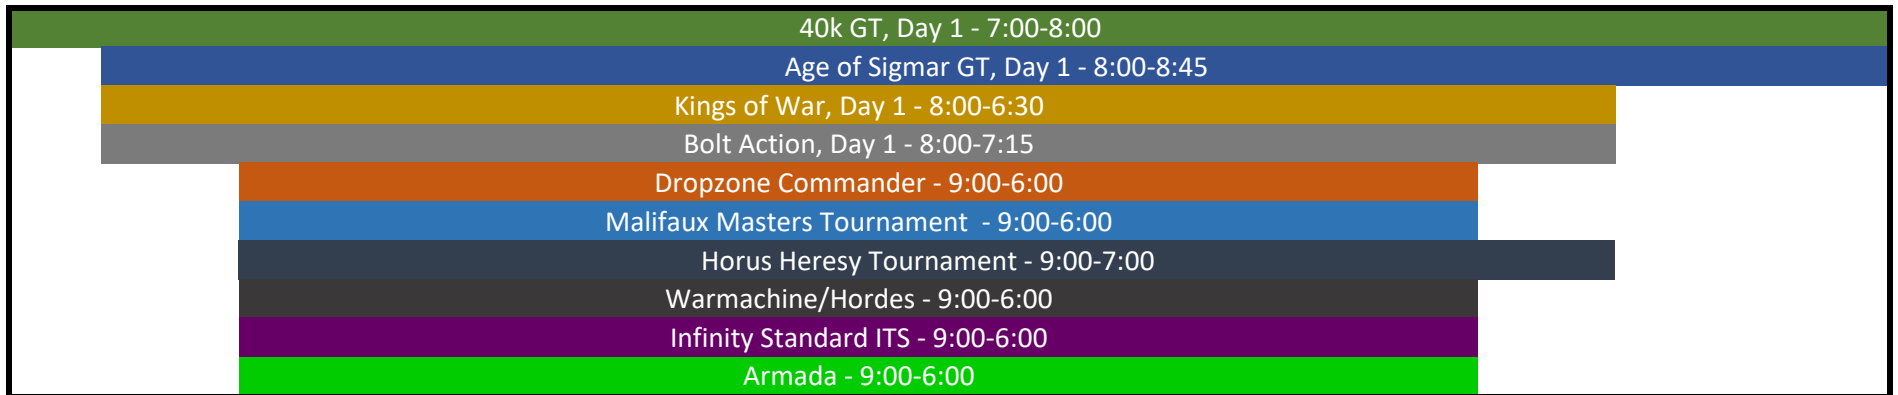 40k GT, Day 1 - 7:00-8:00
Age of Sigmar GT, Day 1 - 8:00-8:45
Kings of War, Day 1 - 8:00-6:30
Bolt Action, Day 1 - 8:00-7:15
Dropzone Commander - 9:00-6:00
Malifaux Masters Tournament  - 9:00-6:00
Horus Heresy Tournament - 9:00-7:00
Warmachine/Hordes - 9:00-6:00
Infinity Standard ITS - 9:00-6:00
Armada - 9:00-6:00